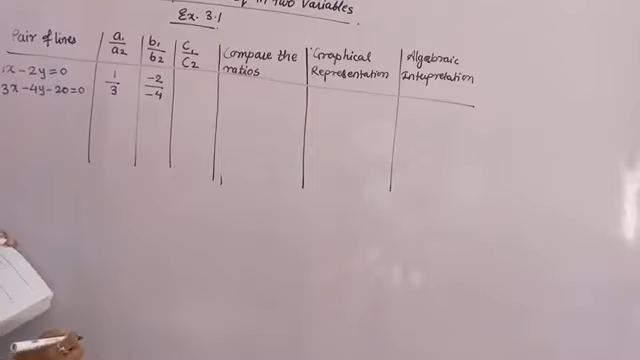 in Two Variables
Ex. 3.1
Pair of lines | a₁/a₂ | b₁/b₂ | C₁/C₂ | Compare the ratios | Graphical Representation | Algebraic Intepretation
x-2y=0 | 1/3 | -2/-4
3x-4y-20=0